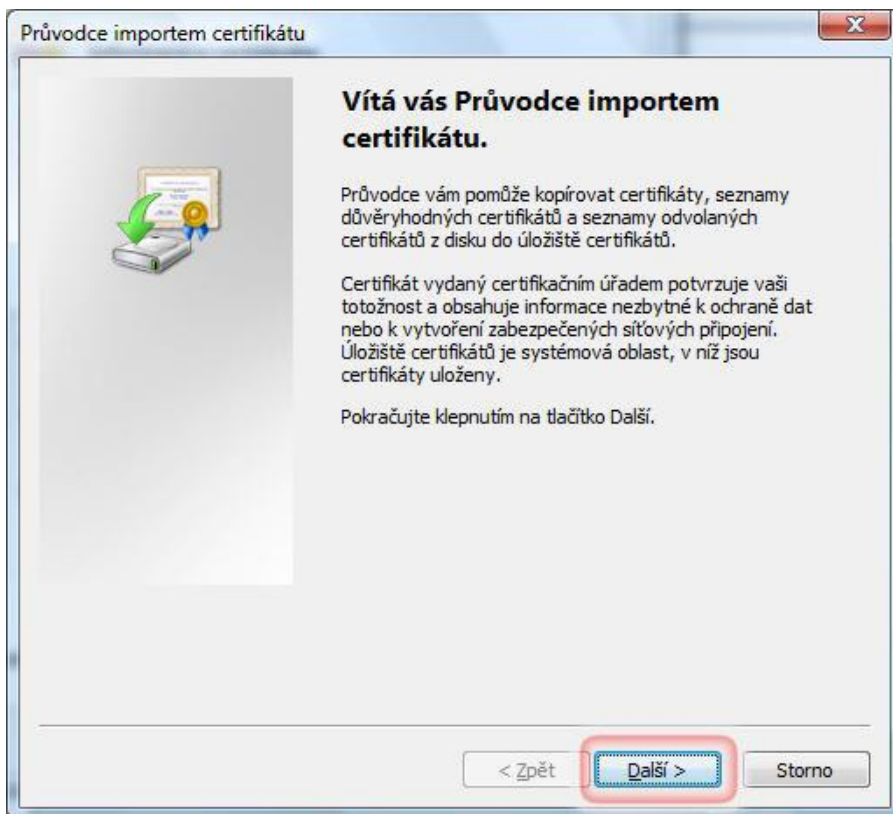 Průvodce importem certifikátu
Vítá vás Průvodce importem
certifikátu.
Průvodce vám pomůže kopírovat certifikáty, seznamy
důvěryhodných certifikátů a seznamy odvolaných
certifikátů z disku do úložiště certifikátů.
Certifikát vydaný certifikačním úřadem potvrzuje vaši
totožnost a obsahuje informace nezbytné k ochraně dat
nebo k vytvoření zabezpečených síťových připojení.
Úložiště certifikátů je systémová oblast, v níž jsou
certifikáty uloženy.
Pokračujte klepnutím na tlačítko Další.
< Zpět Další > Storno